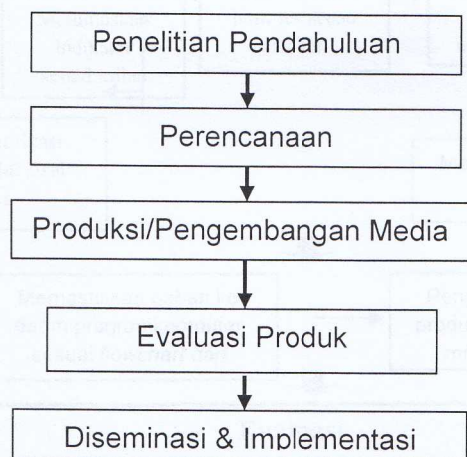 Penelitian Pendahuluan
Perencanaan
Produksi/Pengembangan Media
Evaluasi Produk
Diseminasi & Implementasi